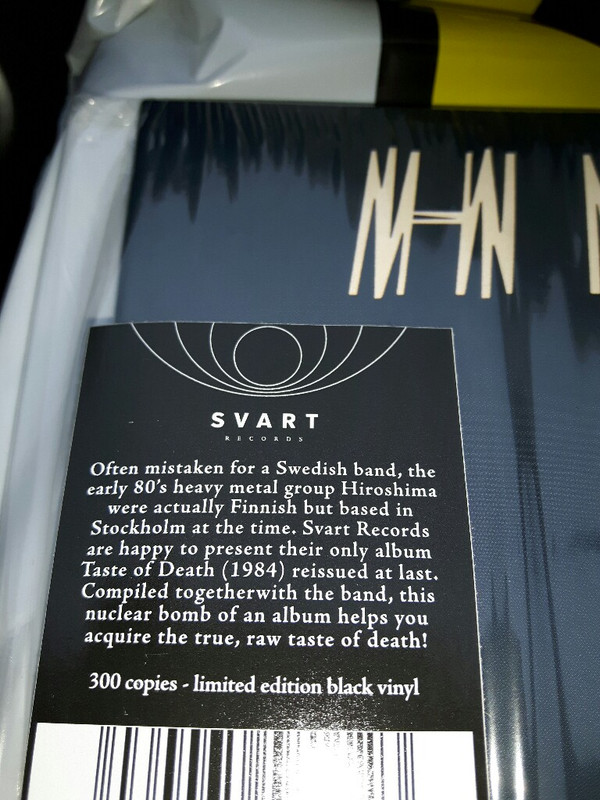 SVART
RECORDS
Often mistaken for a Swedish band, the
early 80's heavy metal group Hiroshima
were actually Finnish but based in
Stockholm at the time. Svart Records
are happy to present their only album
Taste of Death (1984) reissued at last.
Compiled togetherwith the band, this
nuclear bomb of an album helps you
acquire the true, raw taste of death!
300 copies - limited edition black vinyl